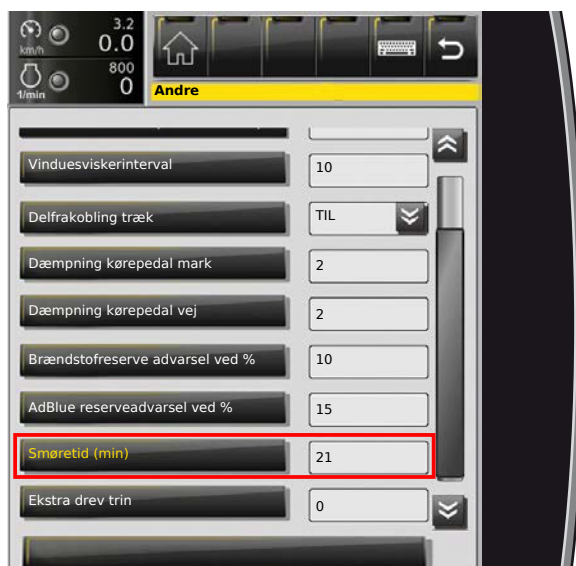 3.2
km/h 0.0
800
1/min 0
Andre
Vinduesviskerinterval 10
Delfrakobling træk TIL
Dæmpning kørepedal mark 2
Dæmpning kørepedal vej 2
Brændstofreserve advarsel ved % 10
AdBlue reserveadvarsel ved % 15
Smøretid (min) 21
Ekstra drev trin 0